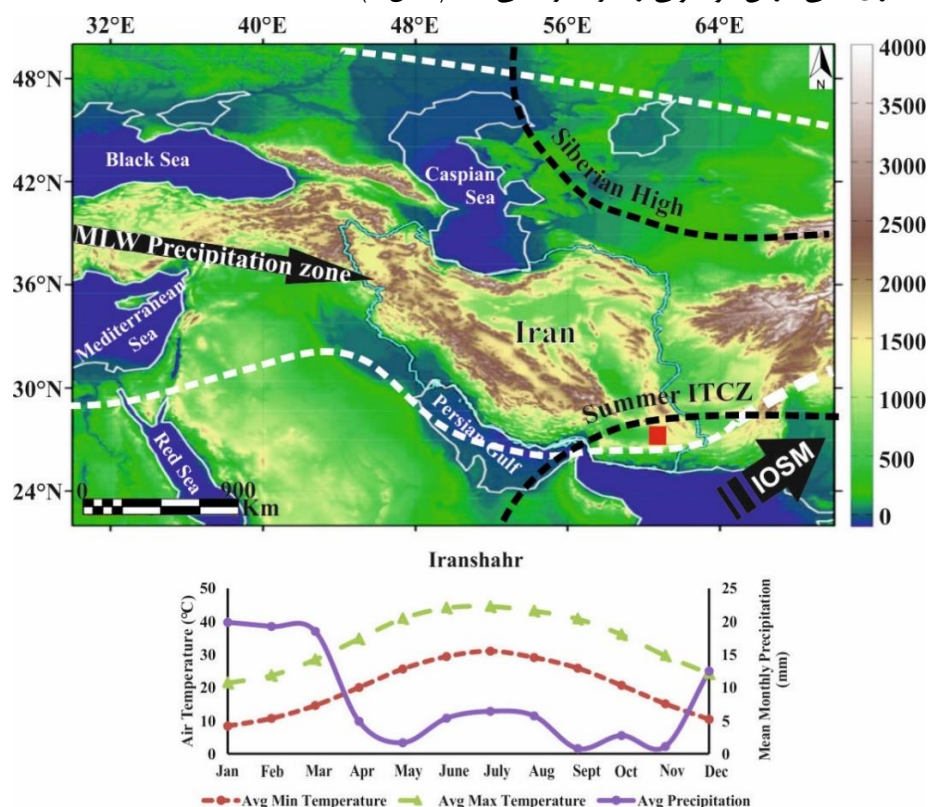 32°E 40°E 48°E 56°E 64°E
48°N
42°N
36°N
30°N
24°N
N
4000
3500
3000
2500
2000
1500
1000
500
0
Black Sea
Caspian
Sea
Siberian High
MLW Precipitation zone
Mediterranean
Sea
Iran
Summer ITCZ
Persian Gulf
Red Sea
IOSM
0 900
Km
Iranshahr
Air Temperature (°C)
50
40
30
20
10
0
25
20
15
10
5
0
Mean Monthly Precipitation
(mm)
Jan Feb Mar Apr May June July Aug Sept Oct Nov Dec
Avg Min Temperature Avg Max Temperature Avg Precipitation